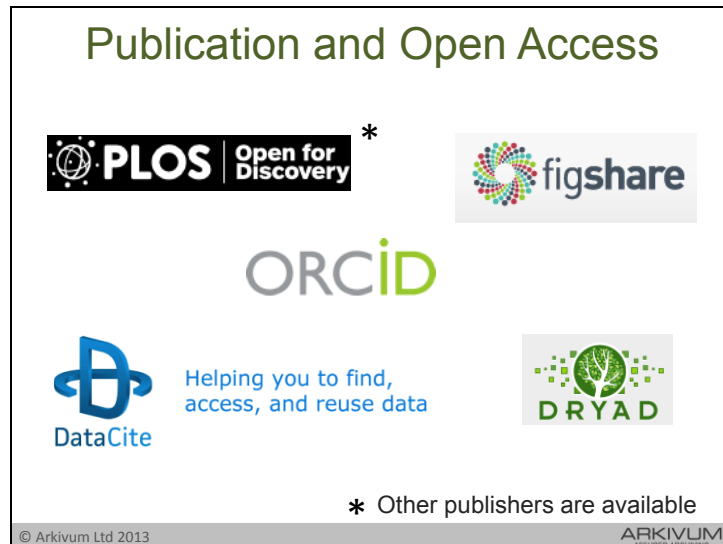 Publication and Open Access
PLOS Open for
Discovery
*
figshare
ORCiD
DataCite
Helping you to find,
access, and reuse data
DRYAD
* Other publishers are available
© Arkivum Ltd 2013
ARKIVUM